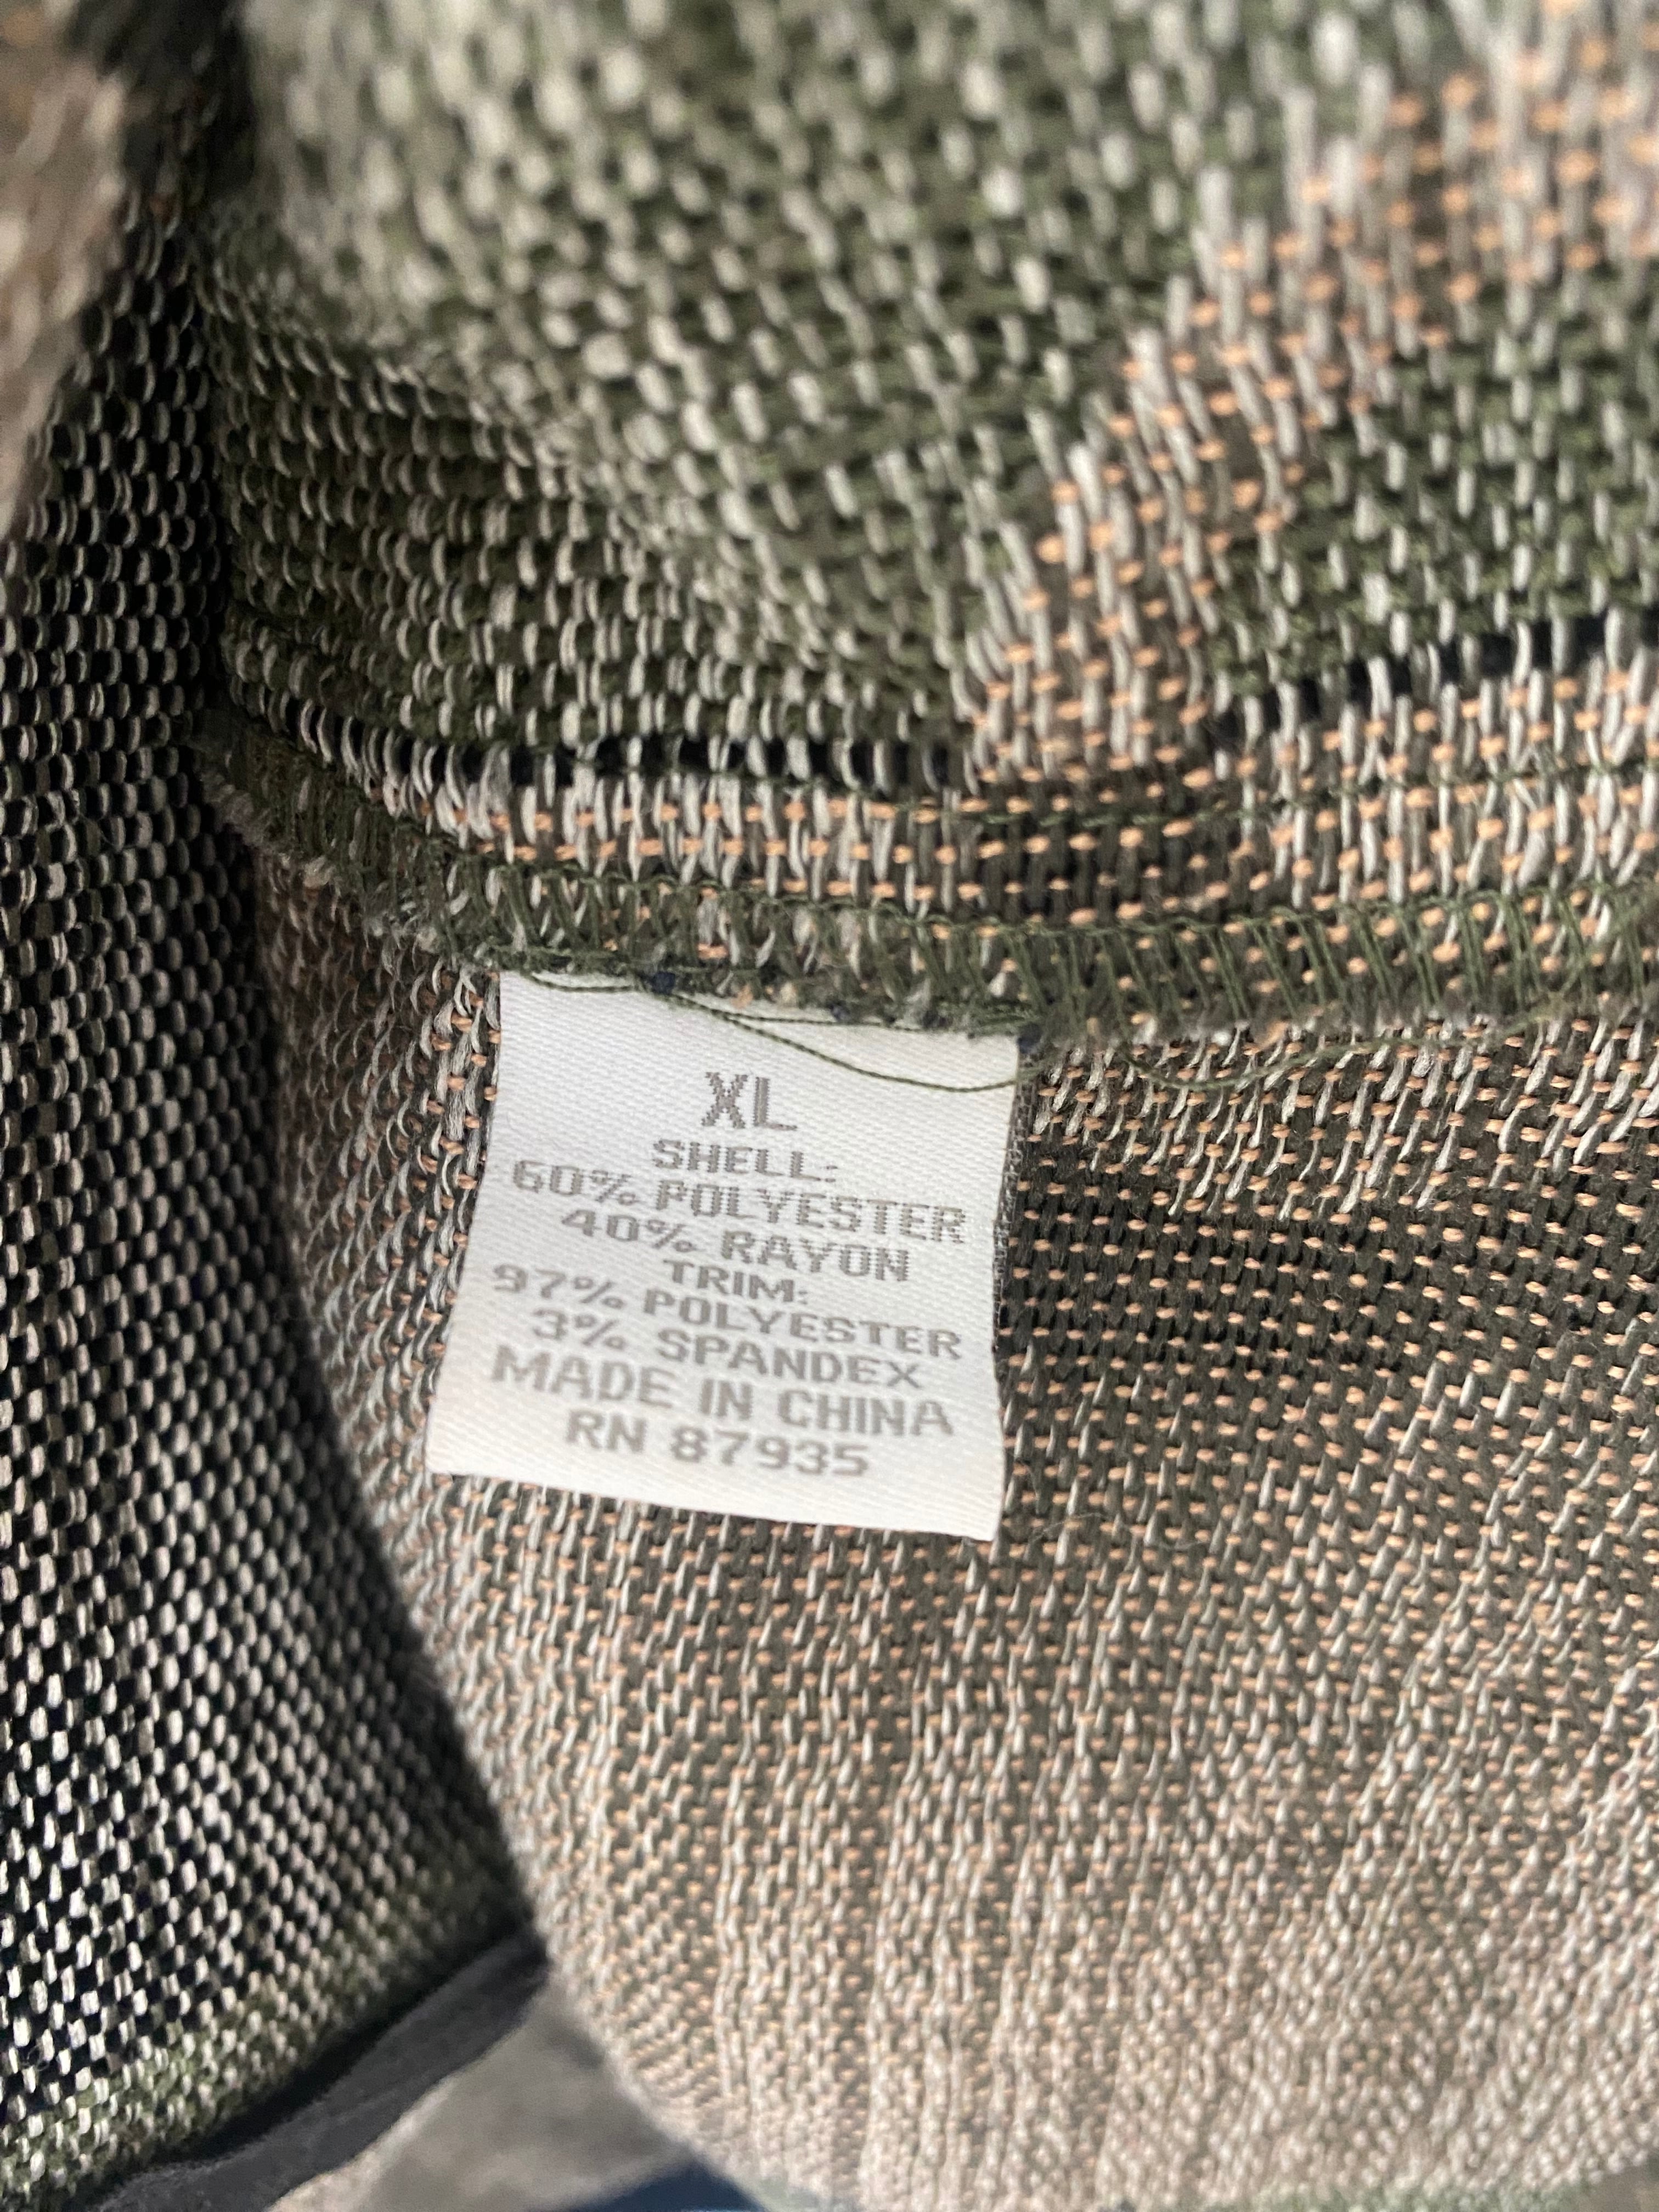 XL
SHELL:
60% POLYESTER
40% RAYON
TRIM:
97% POLYESTER
3% SPANDEX
MADE IN CHINA
RN 87935